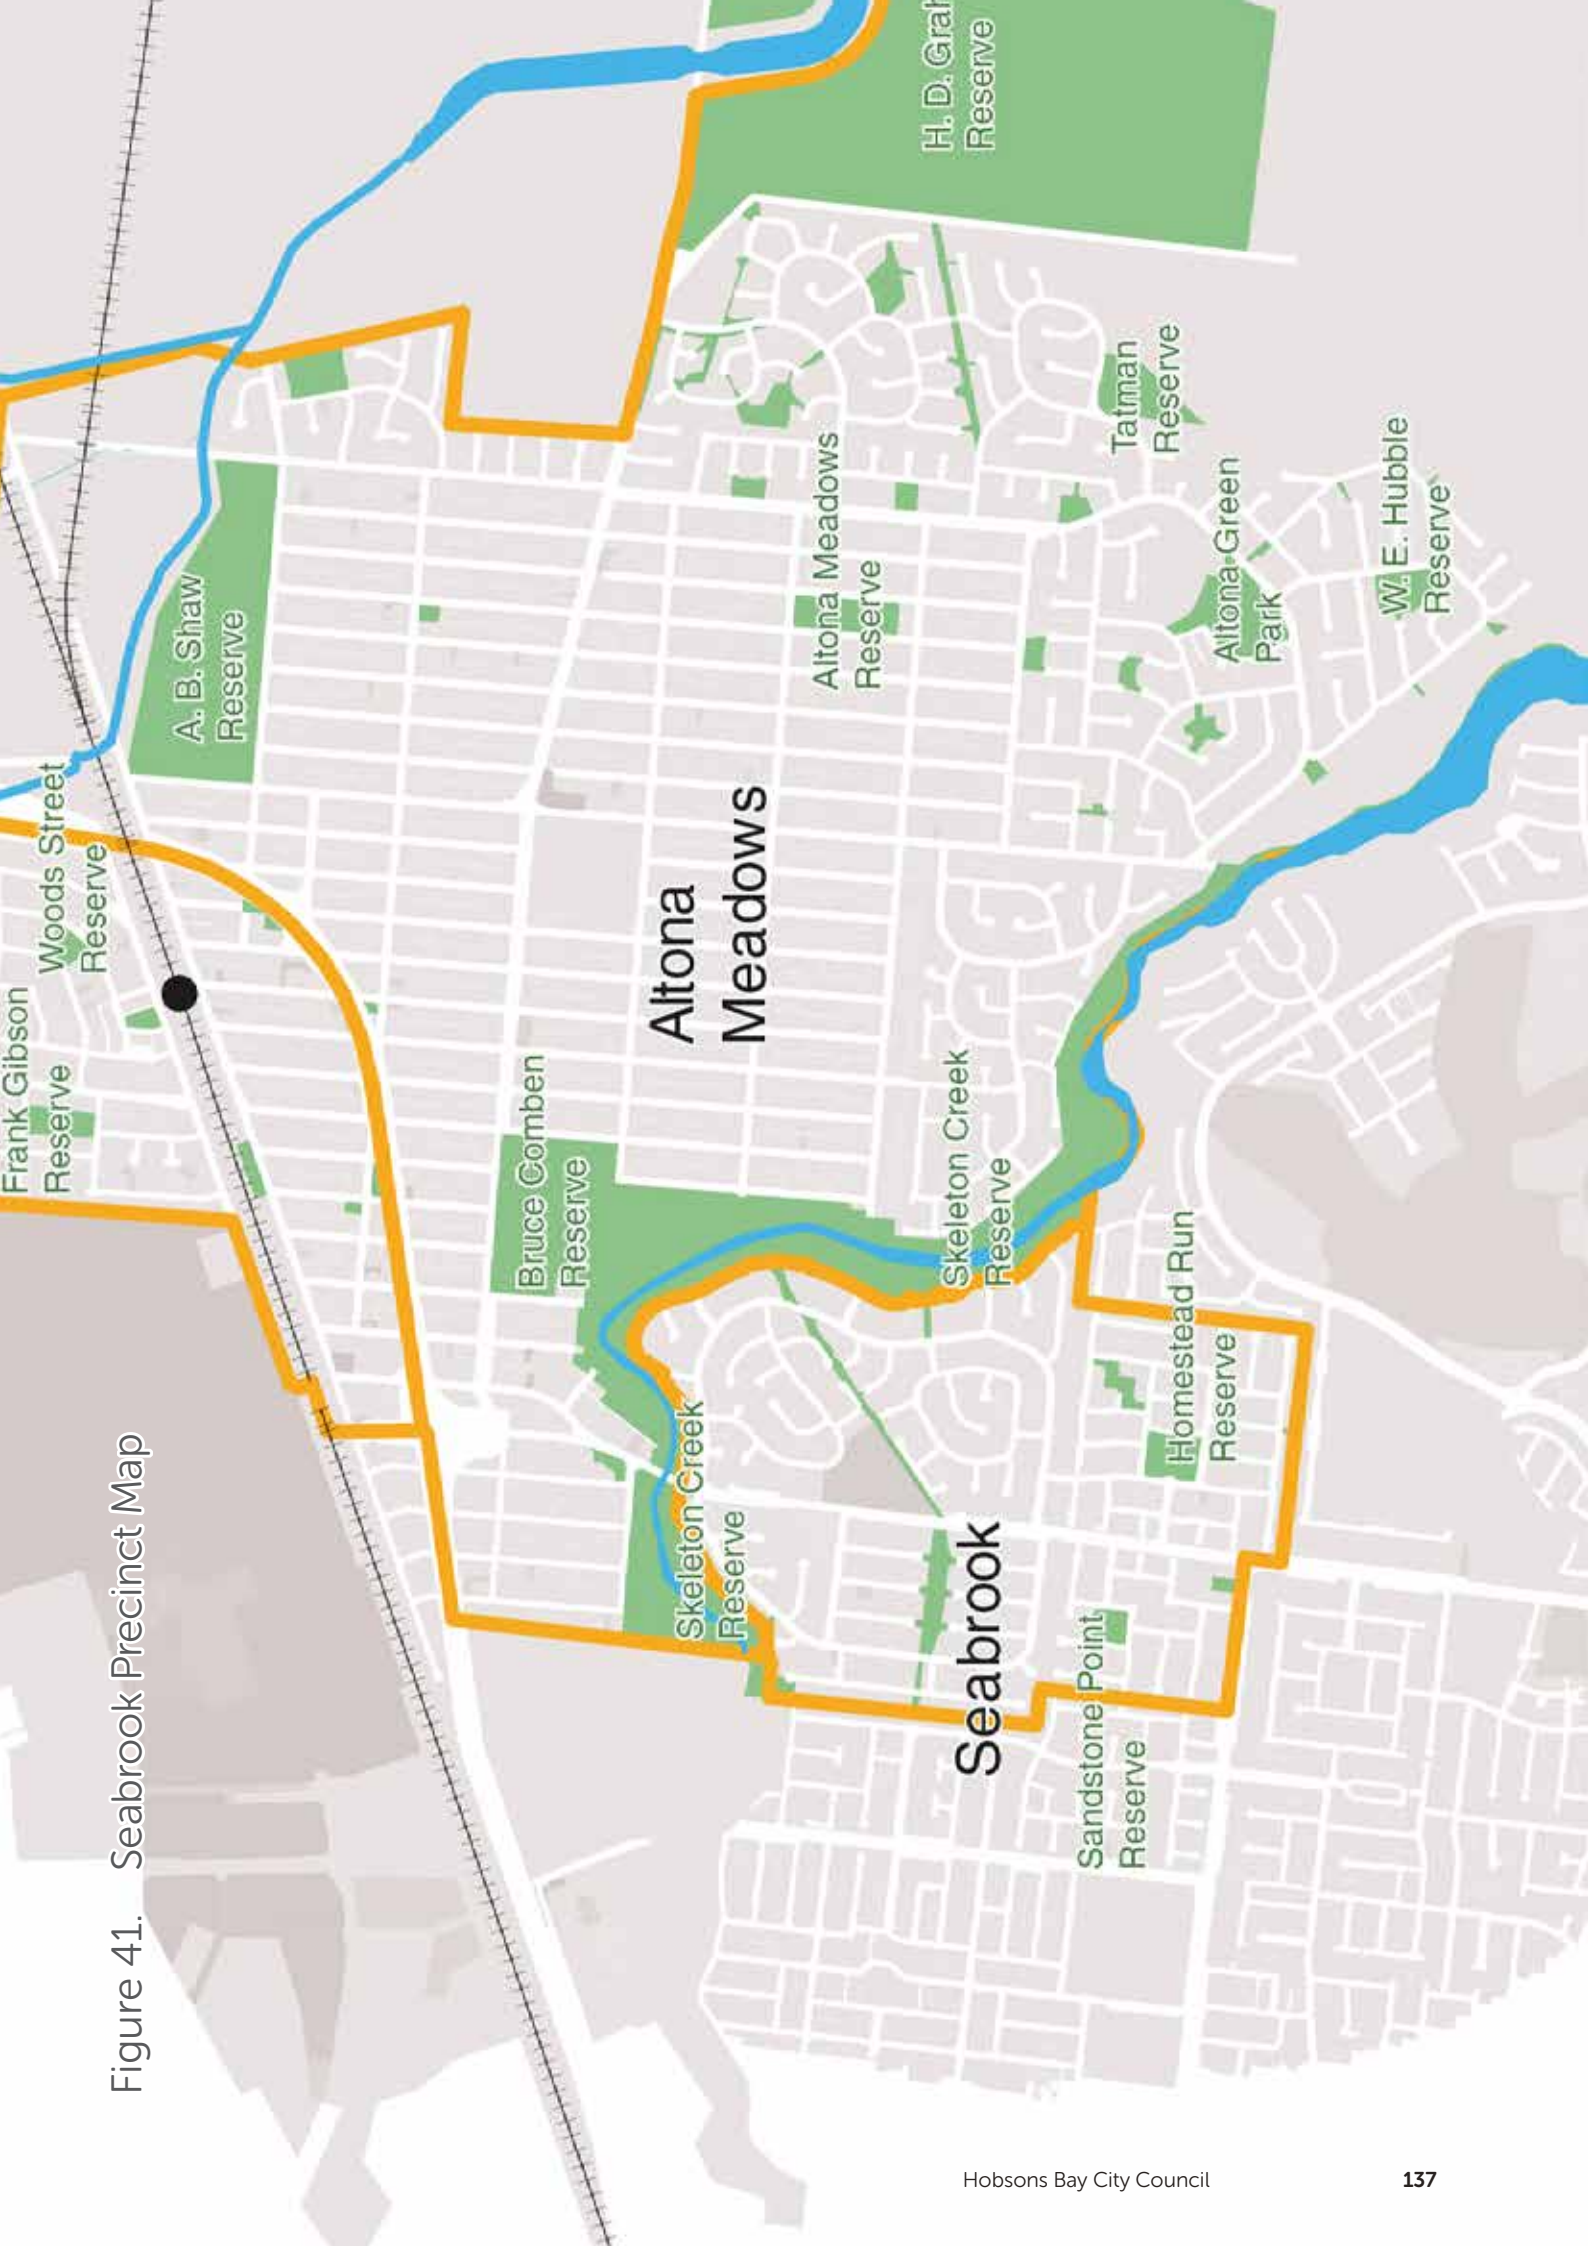 Figure 41. Seabrook Precinct Map
Frank Gibson
Reserve
Woods Street
Reserve
A. B. Shaw
Reserve
Bruce Comben
Reserve
Altona
Meadows
Altona Meadows
Reserve
H. D. Grah
Reserve
Skeleton Creek
Reserve
Skeleton Creek
Reserve
Seabrook
Sandstone Point
Reserve
Homestead Run
Reserve
Tatman
Reserve
Altona Green
Park
W. E. Hubble
Reserve
Hobsons Bay City Council
137